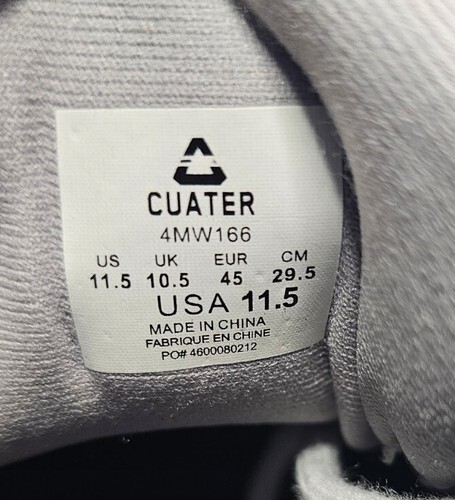 CUATER
4MW166
US UK EUR CM
11.5 10.5 45 29.5
USA 11.5
MADE IN CHINA
FABRIQUE EN CHINE
PO# 4600080212